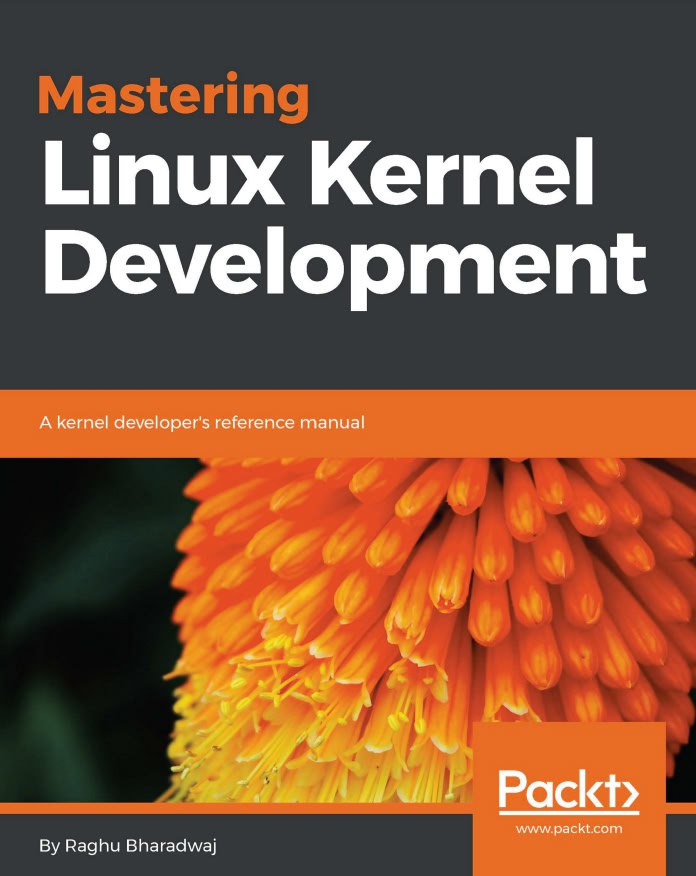 Mastering
Linux Kernel
Development
A kernel developer's reference manual
Packt>
www.packt.com
By Raghu Bharadwaj